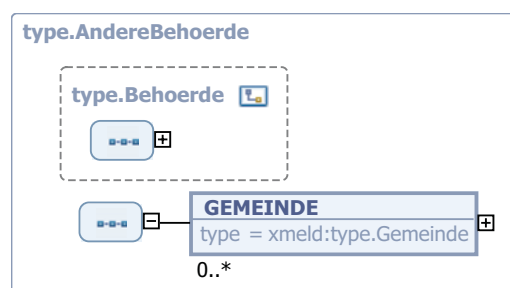 type.AndereBehoerde
type.Behoerde
GEMEINDE
type = xmeld:type.Gemeinde
0..*